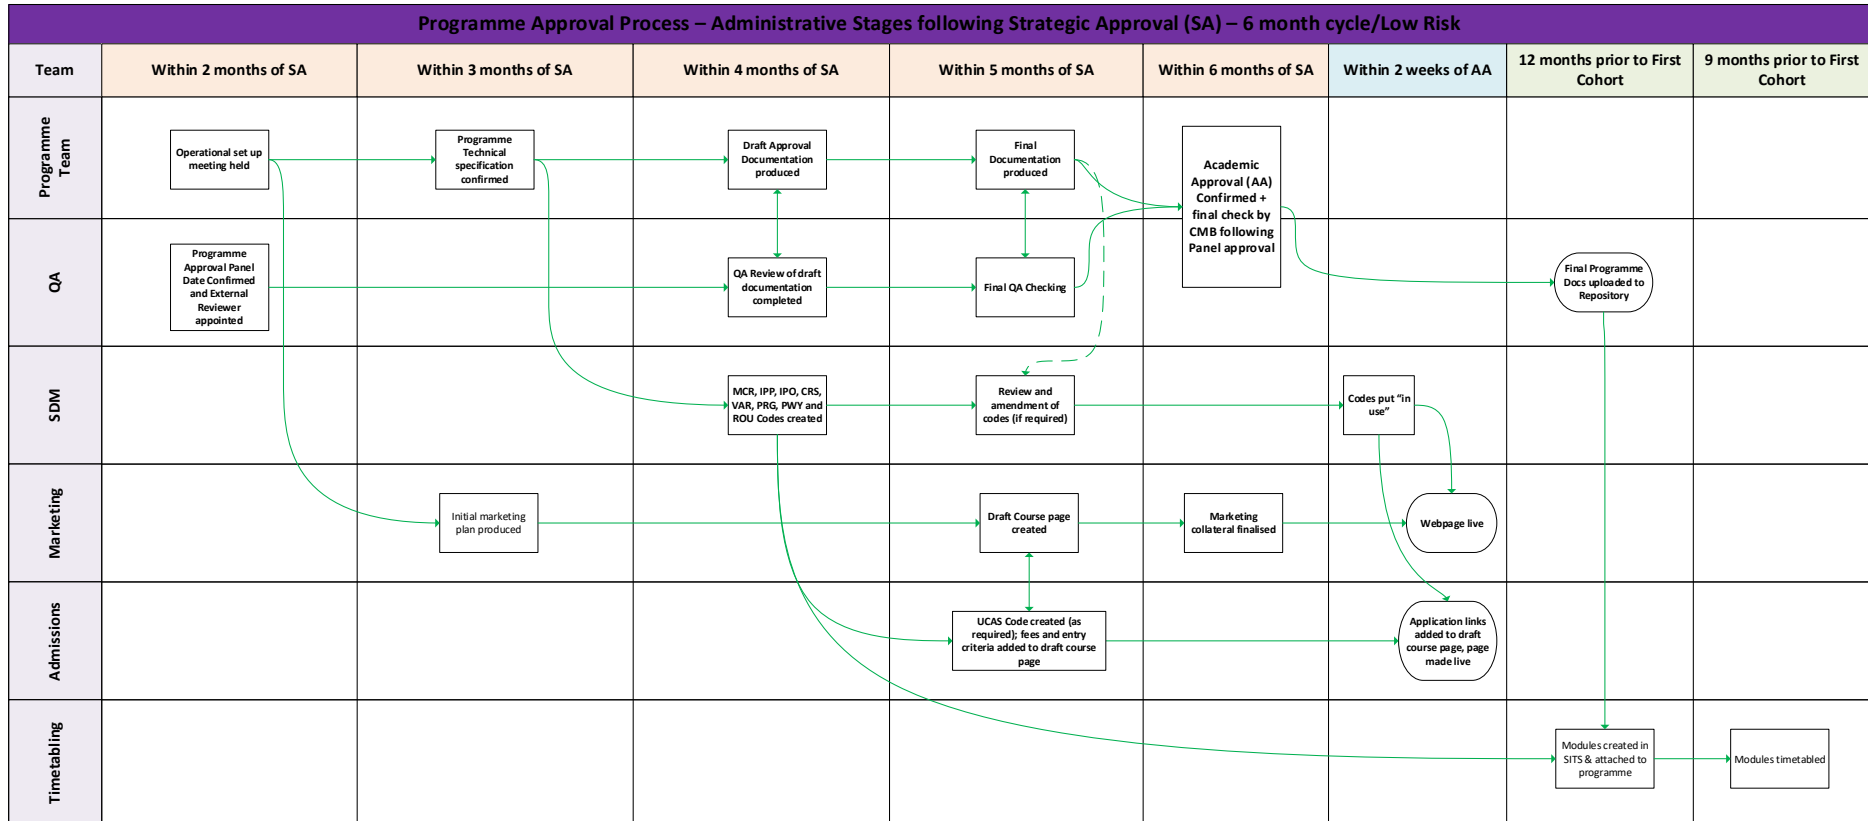 Programme Approval Process – Administrative Stages following Strategic Approval (SA) – 6 month cycle/Low Risk
Team
Within 2 months of SA
Within 3 months of SA
Within 4 months of SA
Within 5 months of SA
Within 6 months of SA
Within 2 weeks of AA
12 months prior to First
Cohort
9 months prior to First
Cohort
Programme
Team
Operational set up
meeting held
Programme
Technical
specification
confirmed
Draft Approval
Documentation
produced
Final
Documentation
produced
Academic
Approval (AA)
Confirmed +
final check by
CMB following
Panel approval
QA
Programme
Approval Panel
Date Confirmed
and External
Reviewer
appointed
QA Review of draft
documentation
completed
Final QA Checking
Final Programme
Docs uploaded to
Repository
SDM
MCR, IPP, IPO, CRS,
VAR, PRG, PWY and
ROU Codes created
Review and
amendment of
codes (if required)
Codes put “in
use”
Marketing
Initial marketing
plan produced
Draft Course page
created
Marketing
collateral finalised
Webpage live
Admissions
UCAS Code created (as
required); fees and entry
criteria added to draft course
page
Application links
added to draft
course page, page
made live
Timetabling
Modules created in
SITS & attached to
programme
Modules timetabled